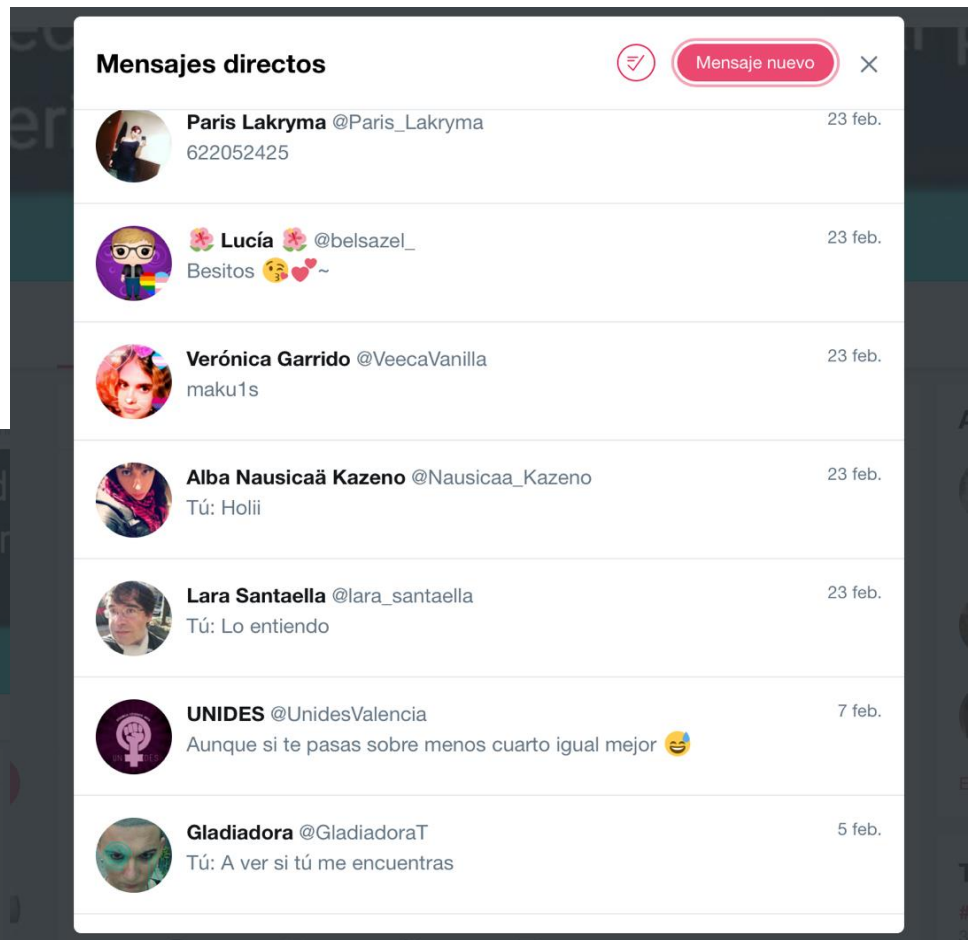 Mensajes directos
Mensaje nuevo
Paris Lakryma @Paris_Lakryma 23 feb.
622052425
🌺 Lucía 🌺 @belsazel_ 23 feb.
Besitos 😘💕~
Verónica Garrido @VeecaVanilla 23 feb.
maku1s
Alba Nausicaä Kazeno @Nausicaa_Kazeno 23 feb.
Tú: Holii
Lara Santaella @lara_santaella 23 feb.
Tú: Lo entiendo
UNIDES @UnidesValencia 7 feb.
Aunque si te pasas sobre menos cuarto igual mejor 😅
Gladiadora @GladiadoraT 5 feb.
Tú: A ver si tú me encuentras